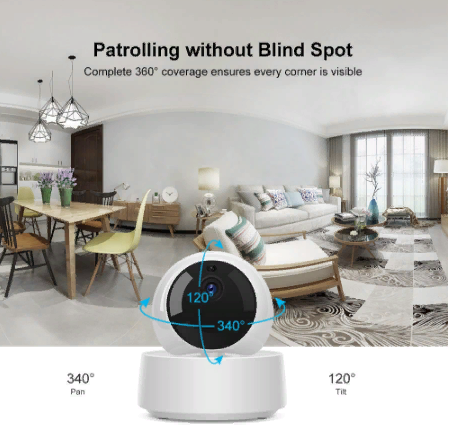 Patrolling without Blind Spot
Complete 360° coverage ensures every corner is visible
120°
340°
340°
120°
Pan
Tilt